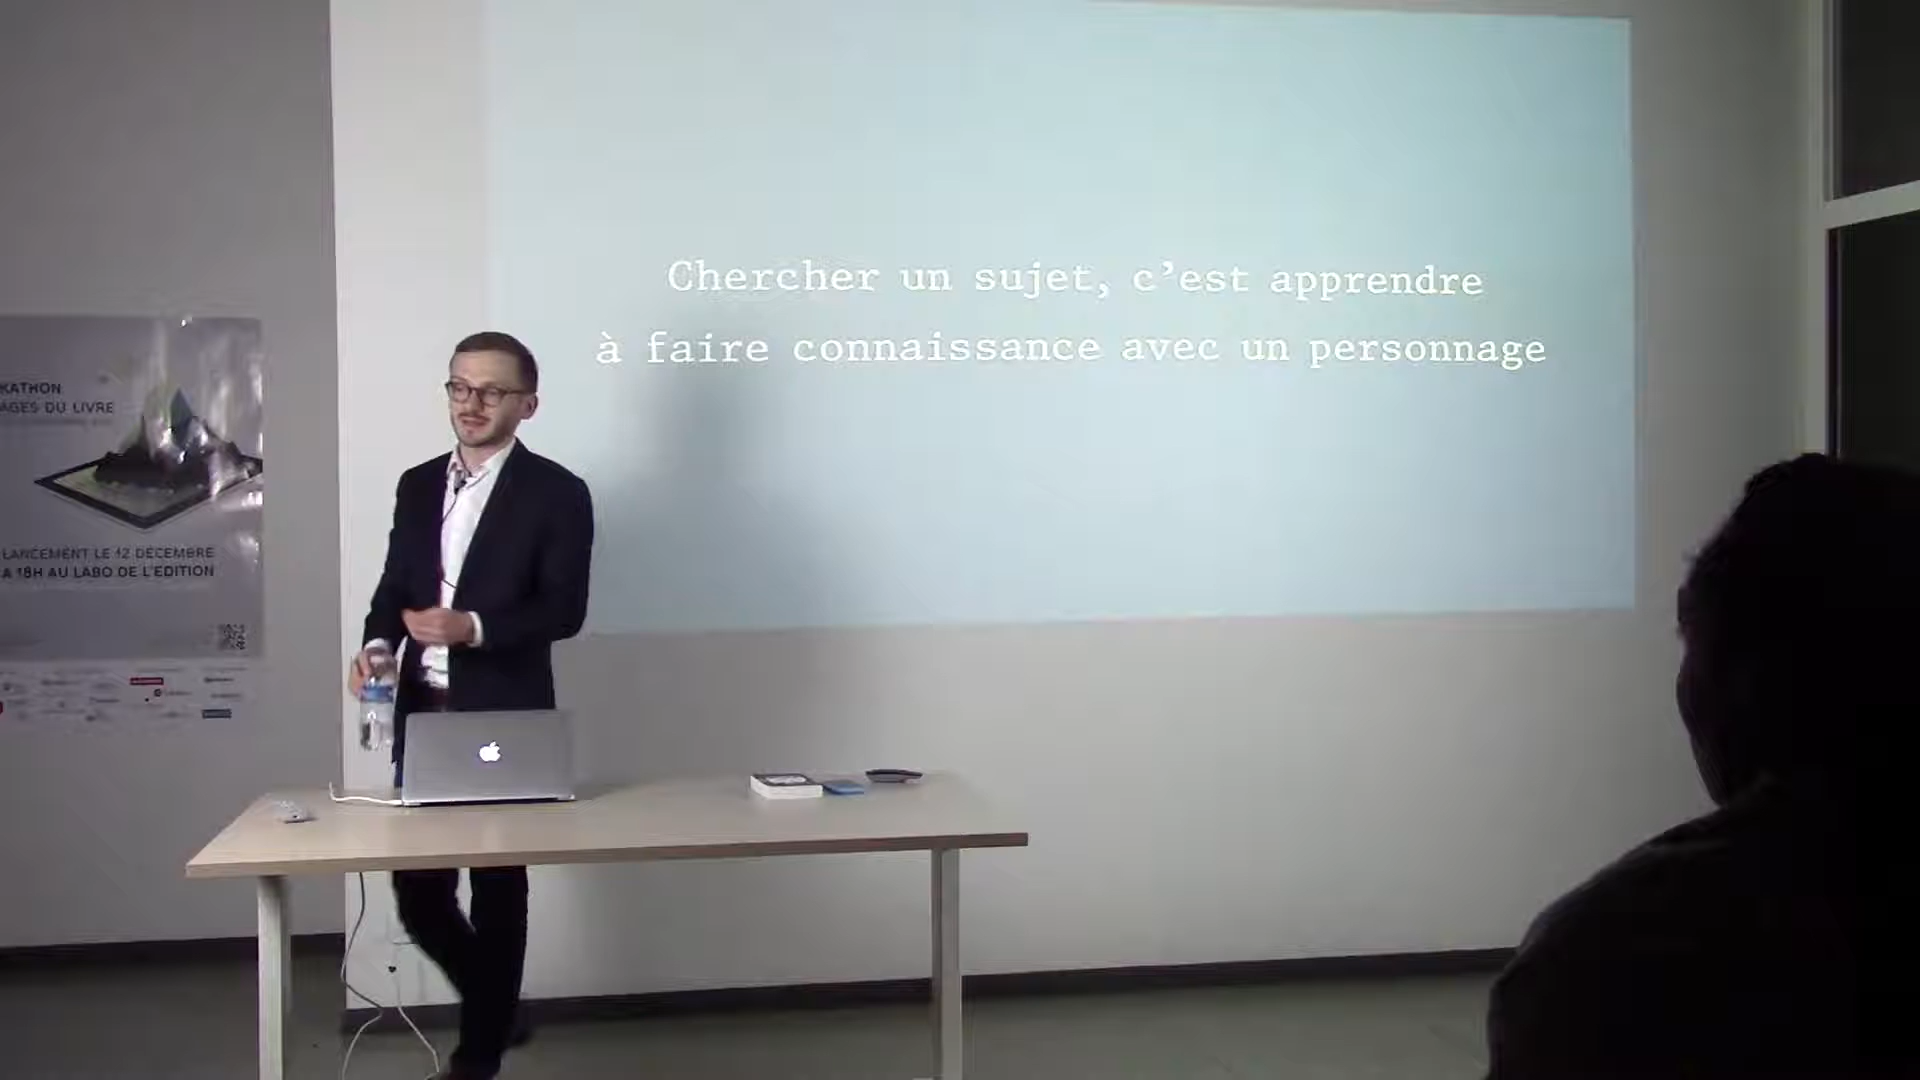 Chercher un sujet, c’est apprendre
à faire connaissance avec un personnage
KATHON
AGES DU LIVRE
LANCEMENT LE 12 DÉCEMBRE
A 18H AU LABO DE L'EDITION